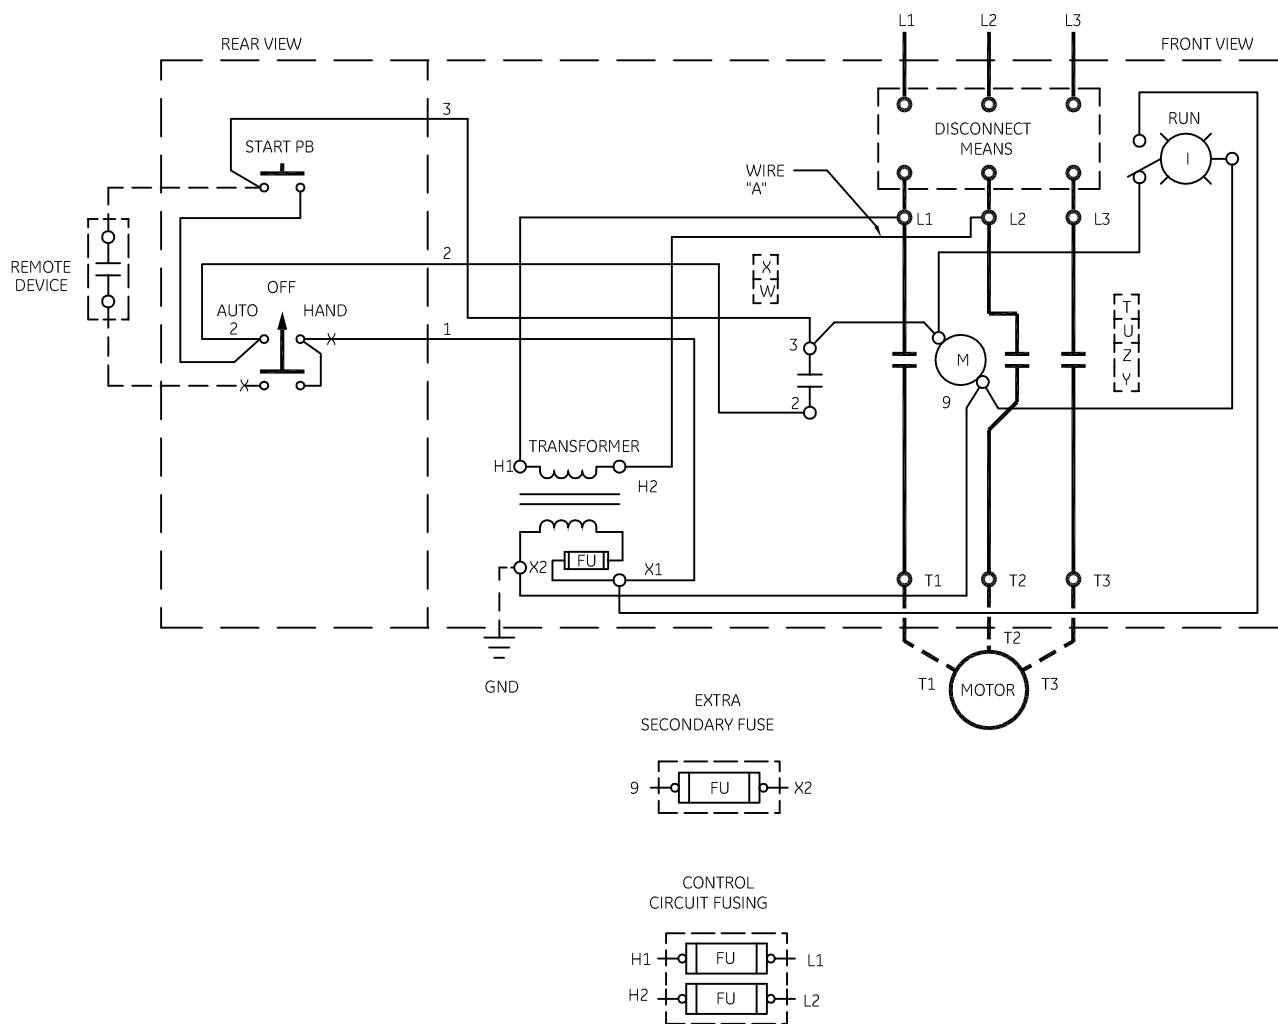 L1 L2 L3
REAR VIEW
FRONT VIEW
3
RUN
START PB
DISCONNECT
MEANS
I
WIRE
"A"
L1 L2 L3
2
REMOTE
DEVICE
X
W
OFF
AUTO HAND
2
X
1
T
U
Z
Y
3
M
X
2
9
TRANSFORMER
H1
H2
FU
X2
X1
T1 T2 T3
T2
GND
T1
MOTOR
T3
EXTRA
SECONDARY FUSE
9 FU X2
CONTROL
CIRCUIT FUSING
H1 FU L1
H2 FU L2